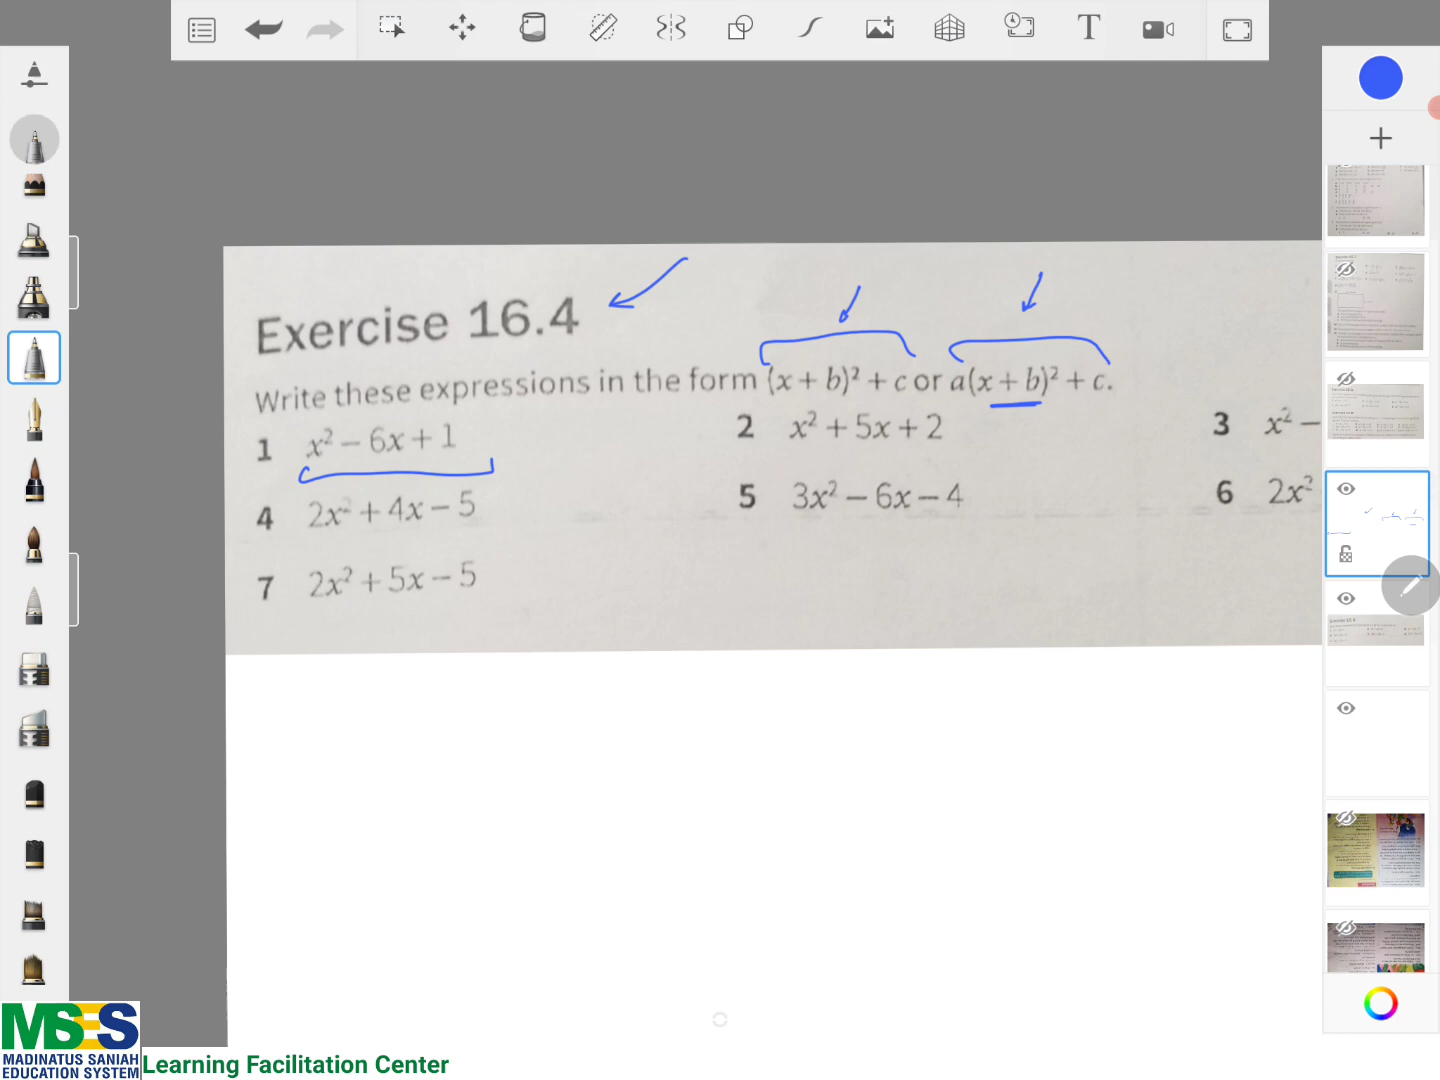 T
Exercise 16.4
Write these expressions in the form (x + b)² + c or a(x + b)² + c.
1 x² − 6x + 1 2 x² + 5x + 2 3 x² −
4 2x² + 4x − 5 5 3x² − 6x − 4 6 2x²
7 2x² + 5x − 5
MSES
MADINATUS SANIAH
EDUCATION SYSTEM
Learning Facilitation Center